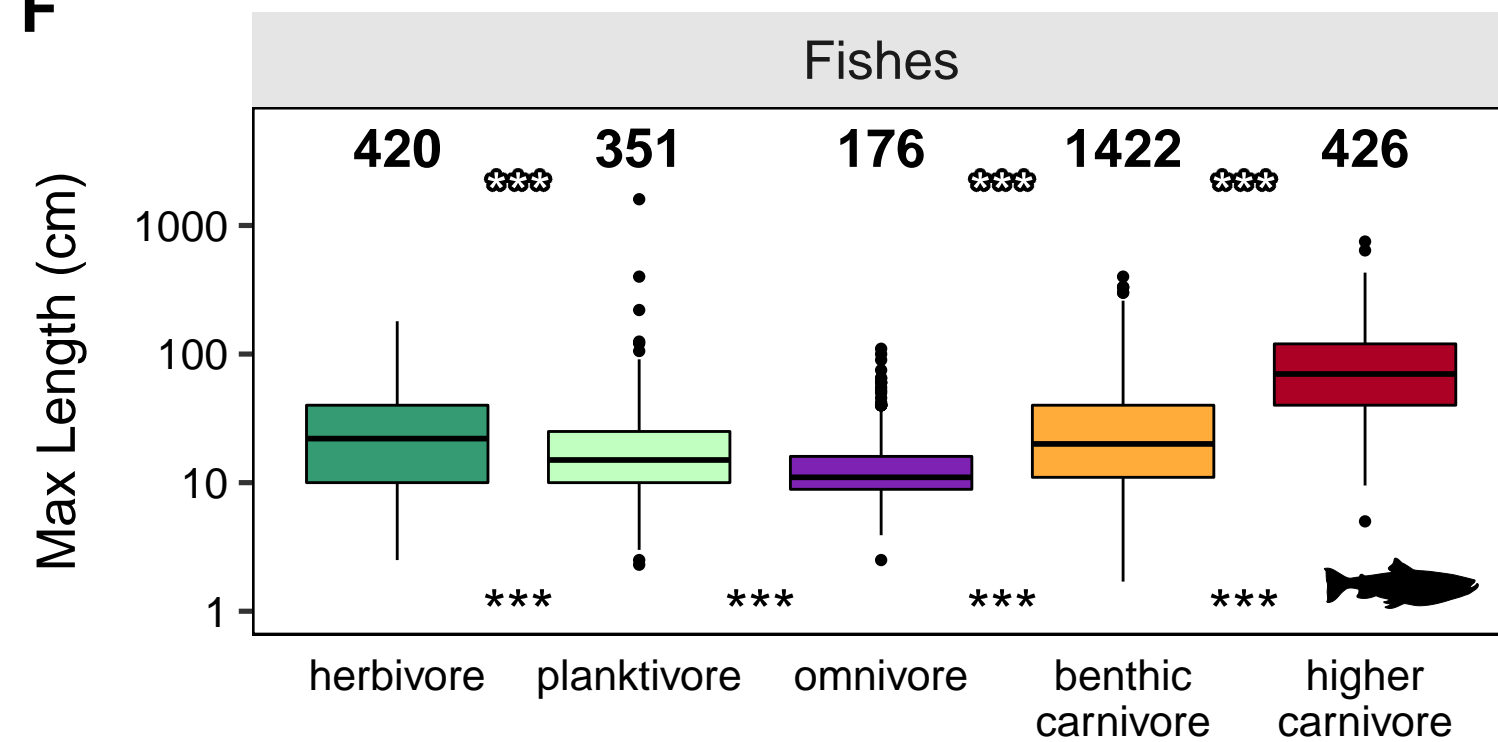 F
Fishes
420 351 176 1422 426
*** *** ***
1000
100
10
1
Max Length (cm)
*** *** *** ***
herbivore planktivore omnivore benthic carnivore higher carnivore